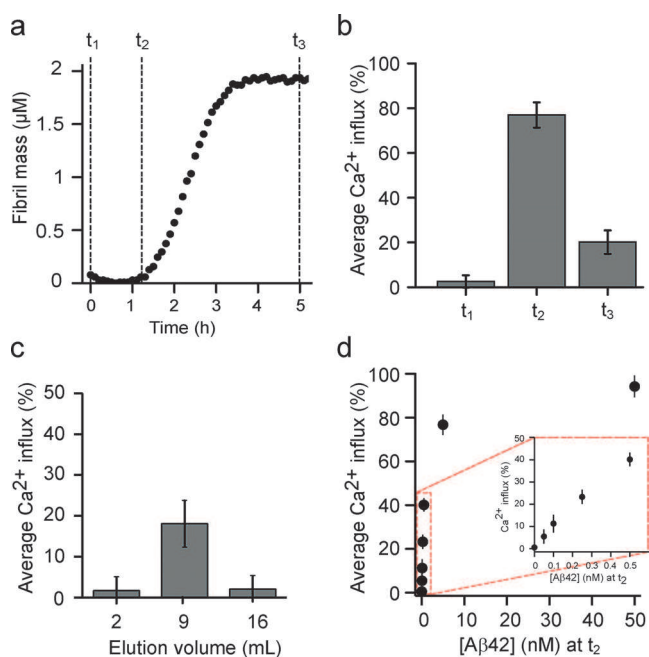 a
t₁ t₂ t₃
Fibril mass (μM)
2
1.5
1
0.5
0
0 1 2 3 4 5
Time (h)
b
Average Ca²⁺ influx (%)
100
80
60
40
20
0
t₁ t₂ t₃
c
Average Ca²⁺ influx (%)
50
40
30
20
10
0
2 9 16
Elution volume (mL)
d
Average Ca²⁺ influx (%)
100
80
60
40
20
0
0 10 20 30 40 50
[Aβ42] (nM) at t₂
Ca²⁺ influx (%)
50
40
30
20
10
0
0 0.1 0.2 0.3 0.4 0.5
[Aβ42] (nM) at t₂